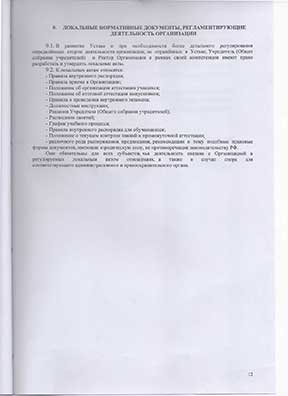 9. ЛОКАЛЬНЫЕ НОРМАТИВНЫЕ ДОКУМЕНТЫ, РЕГЛАМЕНТИРУЮЩИЕ
ДЕЯТЕЛЬНОСТЬ ОРГАНИЗАЦИИ
9.1. В развитие Устава и при необходимости более детального регулирования
определённых сторон деятельности организации, не отражённых в Уставе, Учредитель (Общее
собрание учредителей) и Ректор Организации в рамках своей компетенции имеют право
разработать и утвердить локальные акты.
9.2. К локальным актам относятся:
- Правила внутреннего распорядка;
- Правила приема в Организацию;
- Положение об организации аттестации учащихся;
- Положение об итоговой аттестации выпускников;
- Правила о проведении внутреннего экзамена;
- Должностные инструкции;
- Решения Учредителя (Общего собрания учредителей);
- Расписания занятий;
- График учебного процесса;
- Правила внутреннего распорядка для обучающихся;
- Положение о текущем контроле знаний и промежуточной аттестации;
- различного рода распоряжения, предписания, рекомендации и тому подобные правовые
формы документов, имеющие юридическую силу, не противоречащие законодательству РФ.
Они обязательны для всех субъектов, чья деятельность связана с Организацией в
регулируемых локальным актом отношениях, а также в случае спора для
соответствующего административного и правоохранительного органа.
12